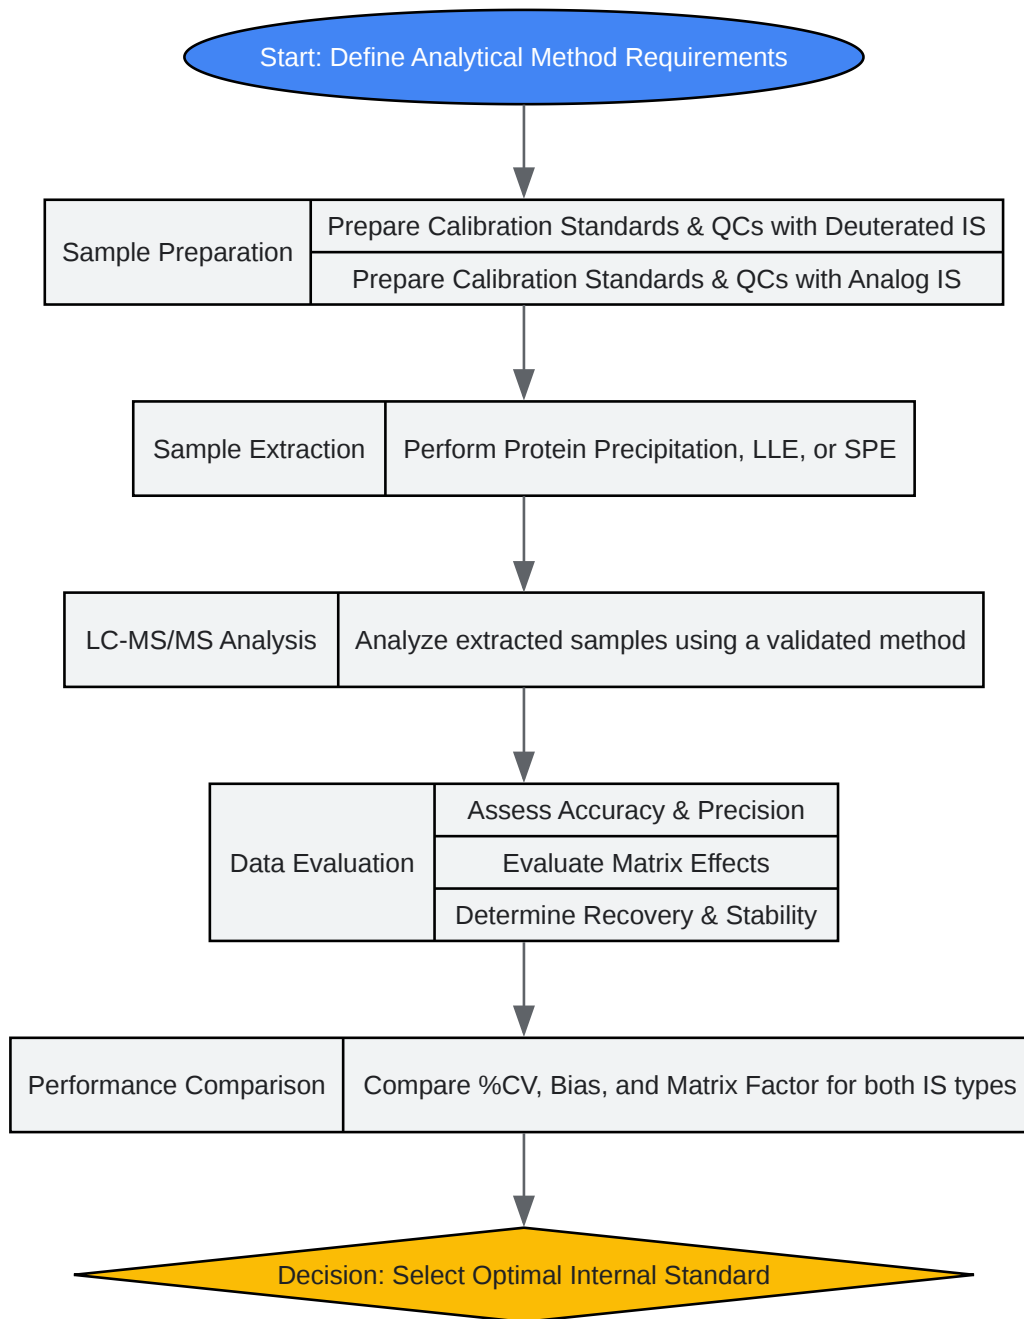 Start: Define Analytical Method Requirements
Sample Preparation
Prepare Calibration Standards & QCs with Deuterated IS
Prepare Calibration Standards & QCs with Analog IS
Sample Extraction
Perform Protein Precipitation, LLE, or SPE
LC-MS/MS Analysis
Analyze extracted samples using a validated method
Data Evaluation
Assess Accuracy & Precision
Evaluate Matrix Effects
Determine Recovery & Stability
Performance Comparison
Compare %CV, Bias, and Matrix Factor for both IS types
Decision: Select Optimal Internal Standard